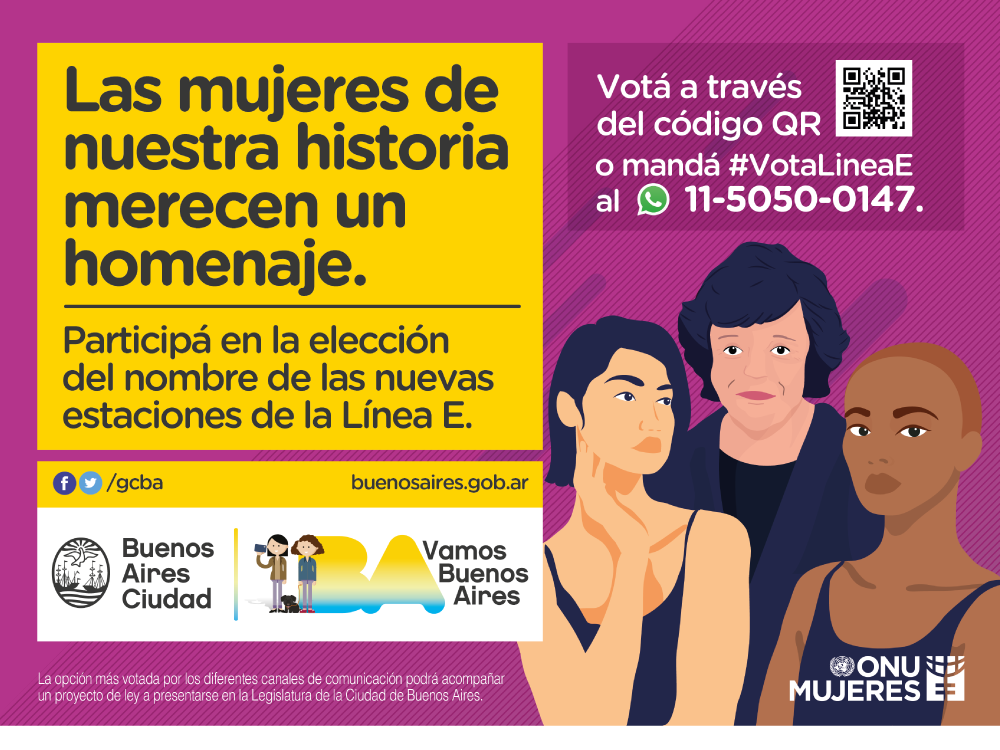 Las mujeres de
nuestra historia
merecen un
homenaje.
Participá en la elección
del nombre de las nuevas
estaciones de la Línea E.
f /gcba
buenosaires.gob.ar
Buenos
Aires
Ciudad
BA
Vamos
Buenos
Aires
Votá a través
del código QR
o mandá #VotaLineaE
al 11-5050-0147.
La opción más votada por los diferentes canales de comunicación podrá acompañar
un proyecto de ley a presentarse en la Legislatura de la Ciudad de Buenos Aires.
ONU
MUJERES